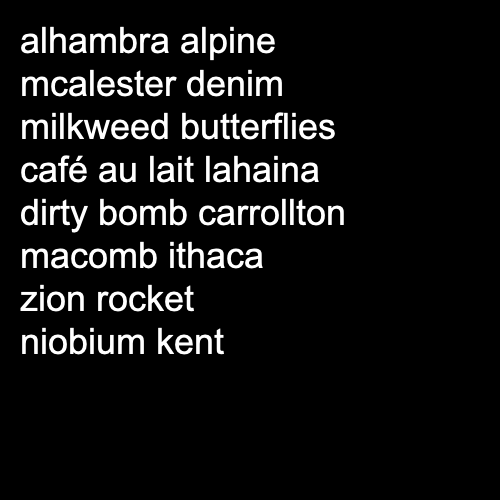 alhambra alpine
mcalester denim
milkweed butterflies
café au lait lahaina
dirty bomb carrollton
macomb ithaca
zion rocket
niobium kent